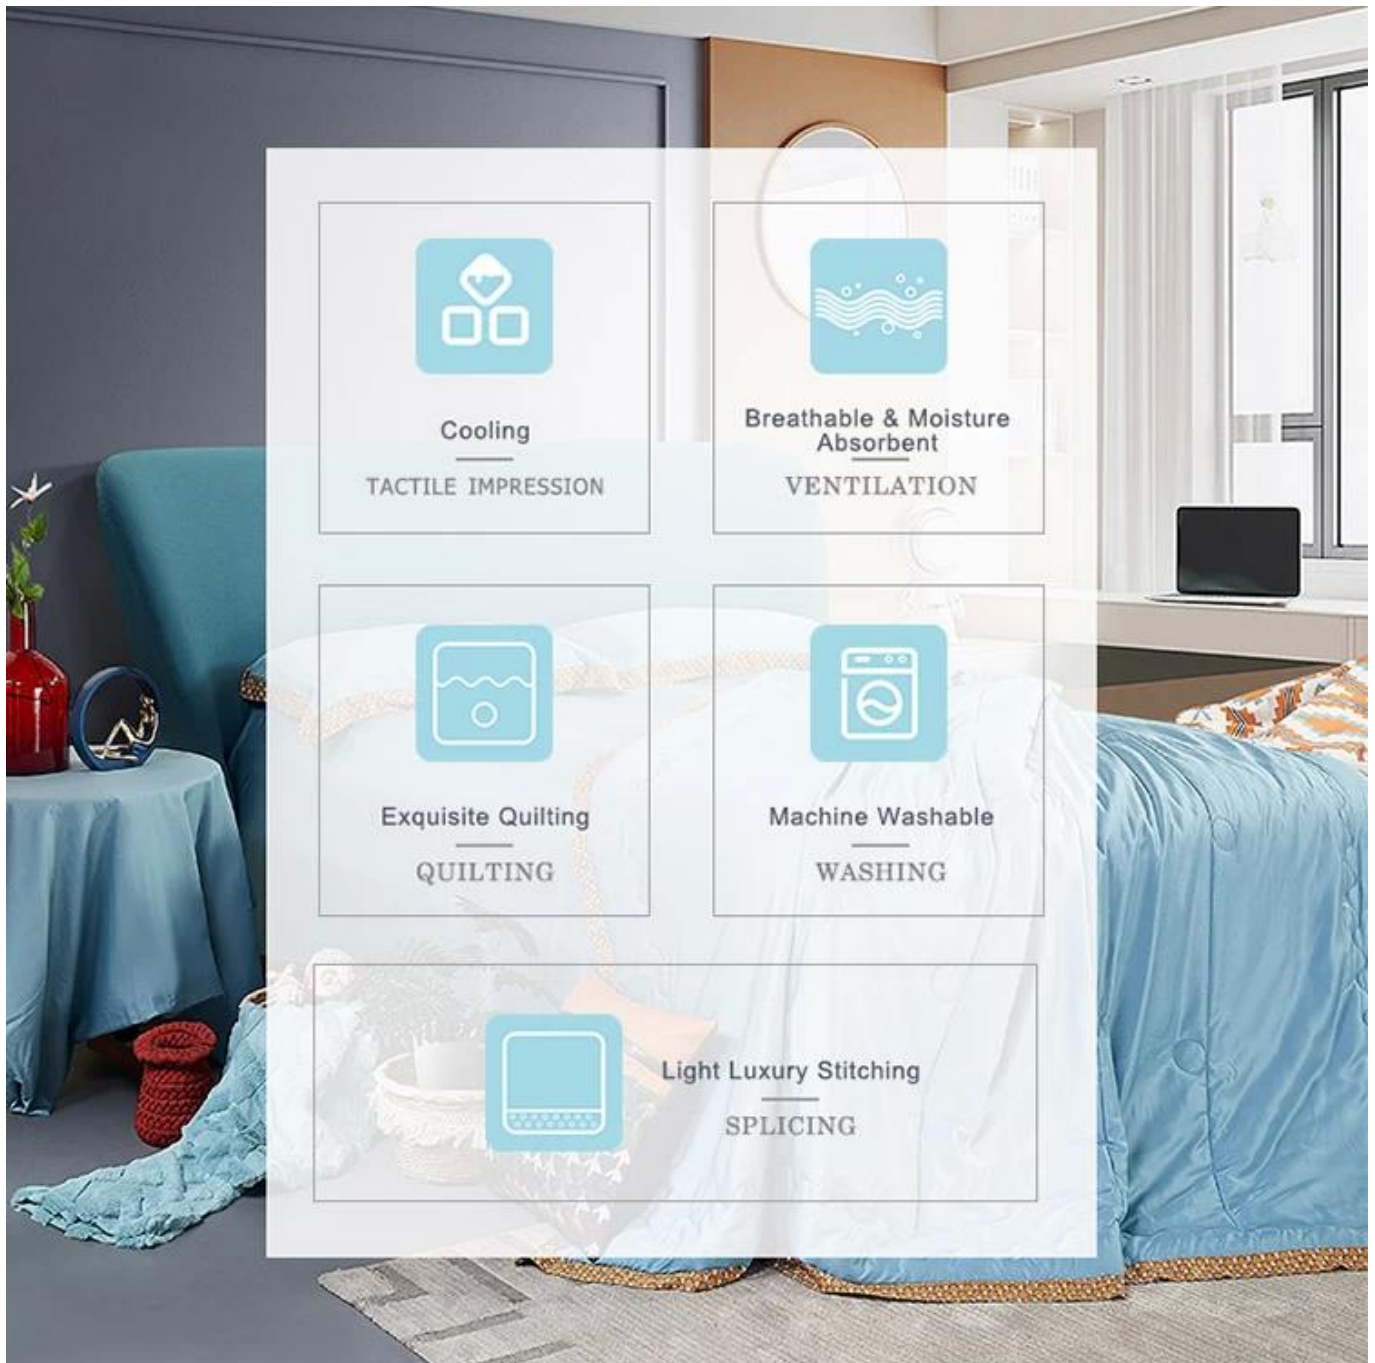 Cooling
TACTILE IMPRESSION
Breathable & Moisture
Absorbent
VENTILATION
Exquisite Quilting
QUILTING
Machine Washable
WASHING
Light Luxury Stitching
SPLICING